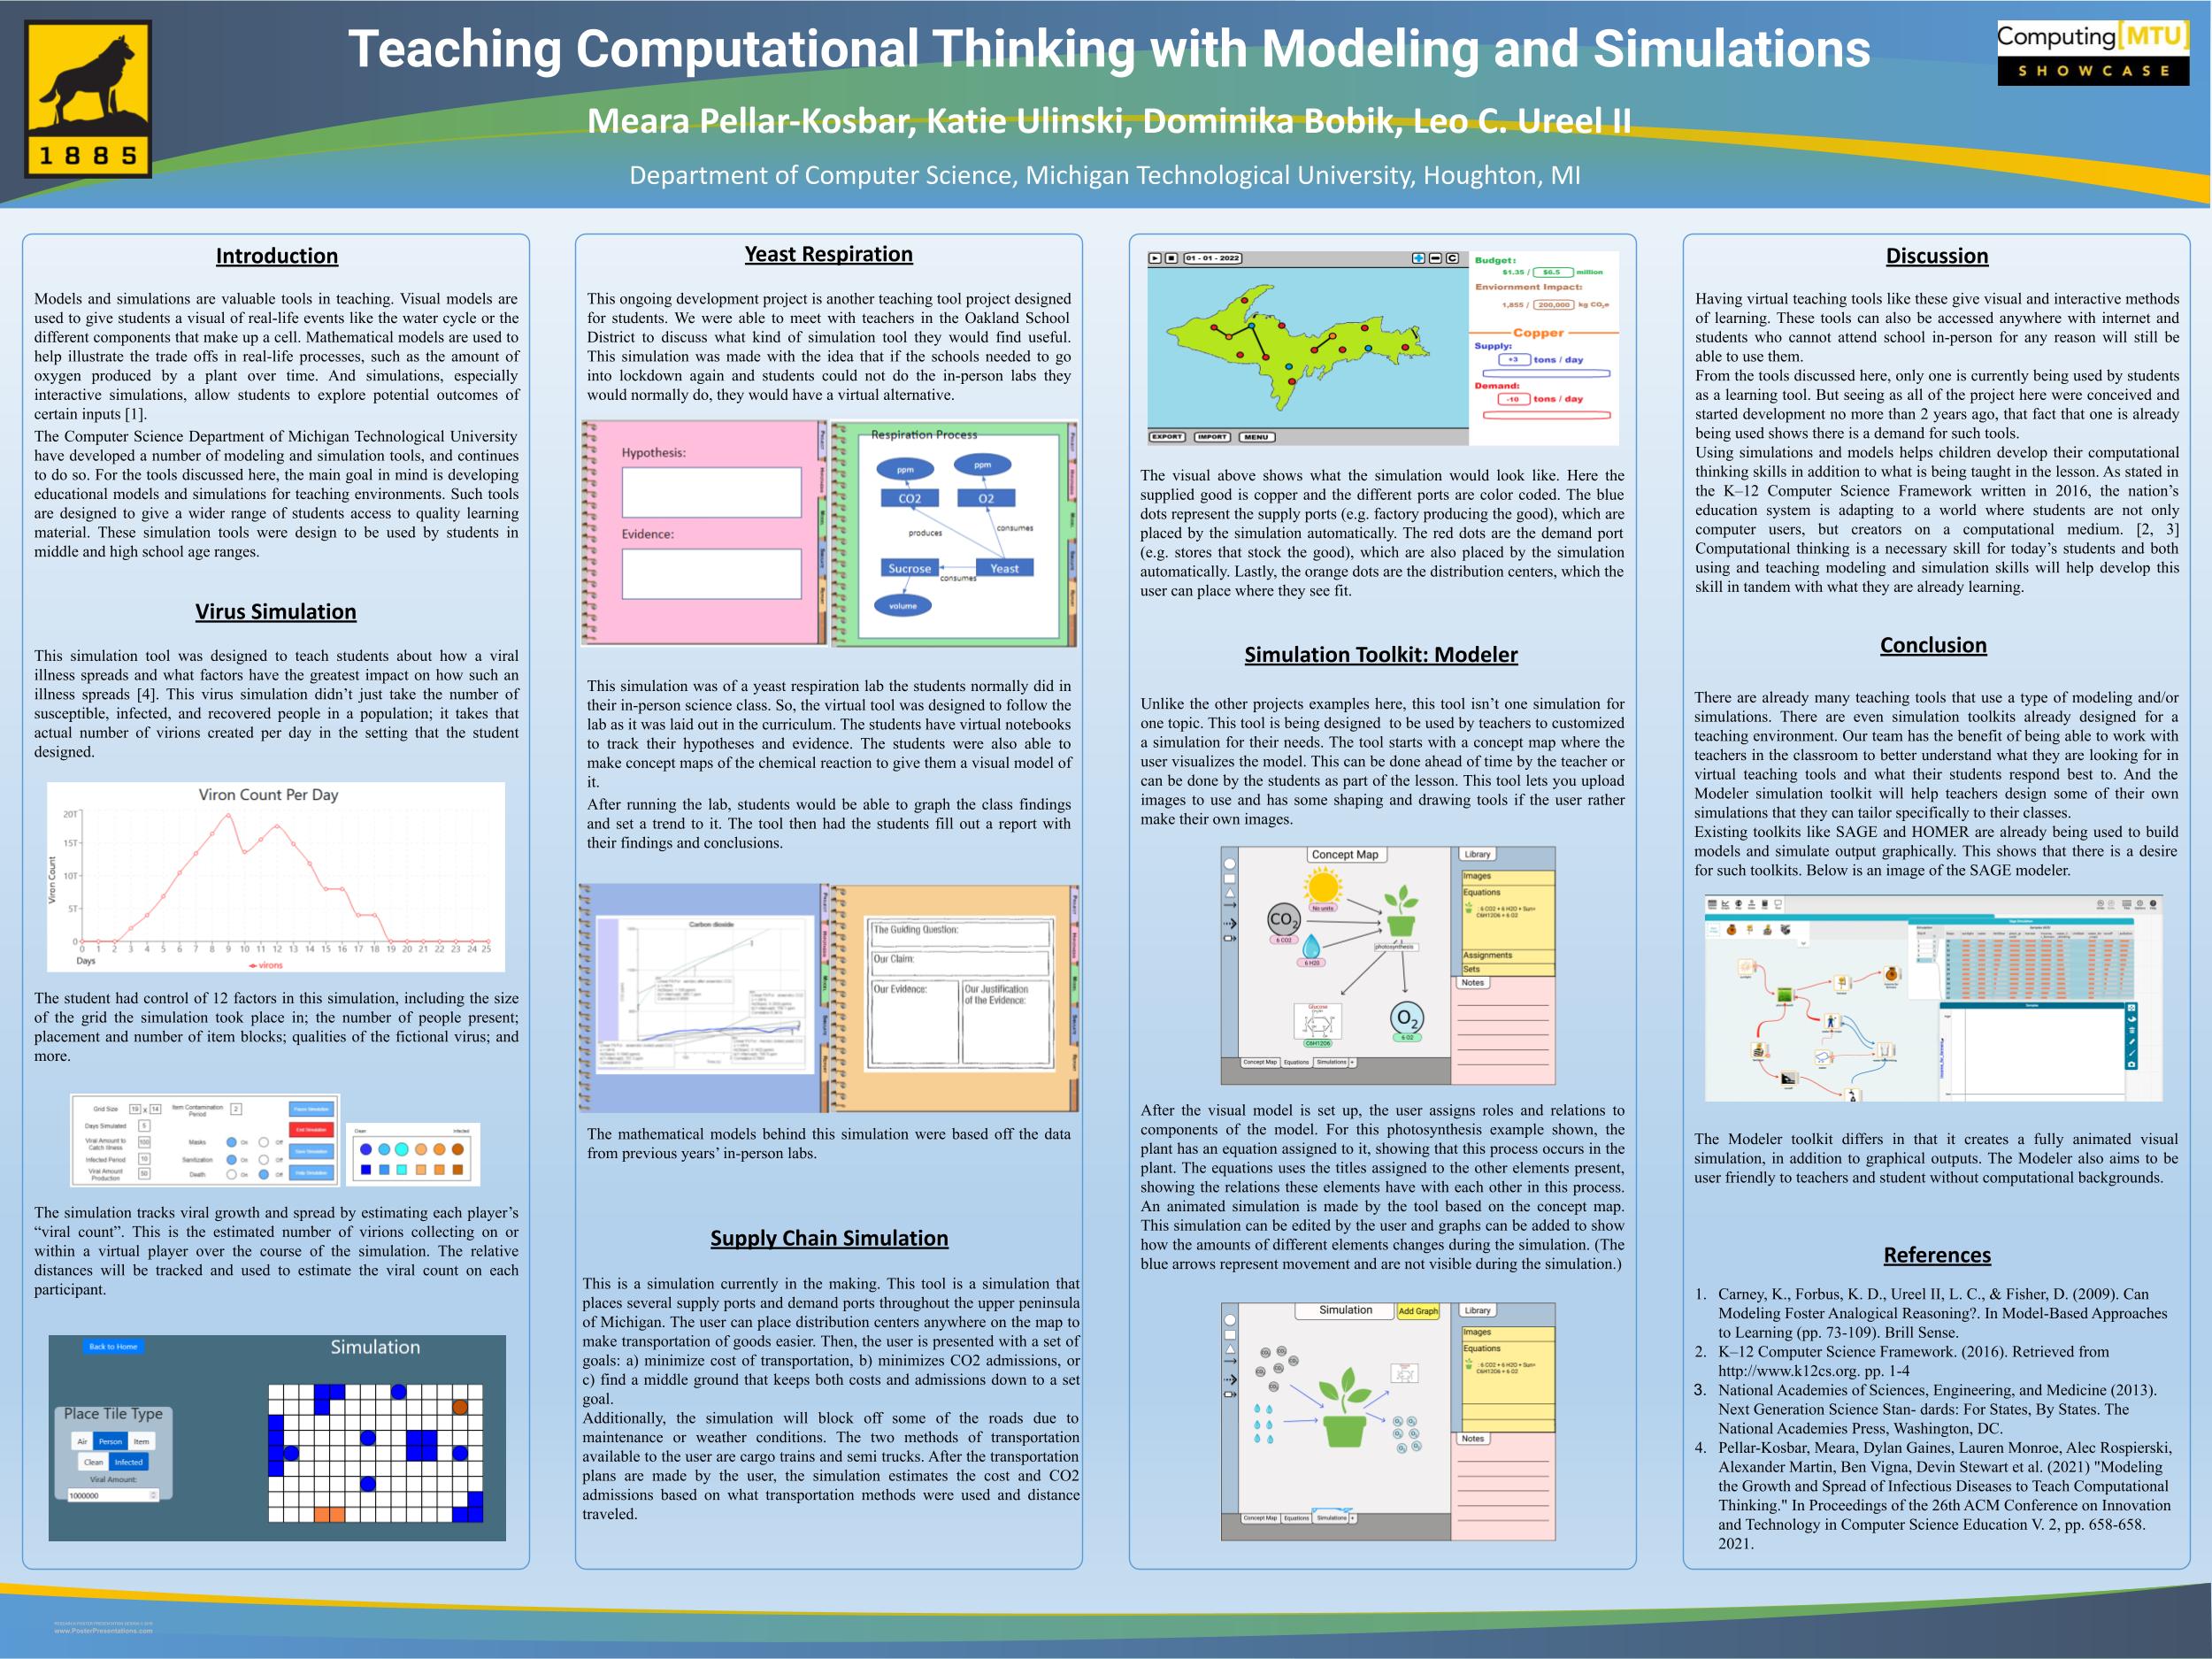 Teaching Computational Thinking with Modeling and Simulations
Computing[MTU]
SHOWCASE
1885
Meara Pellar-Kosbar, Katie Ulinski, Dominika Bobik, Leo C. Ureel II
Department of Computer Science, Michigan Technological University, Houghton, MI
Introduction
Models and simulations are valuable tools in teaching. Visual models are
used to give students a visual of real-life events like the water cycle or the
different components that make up a cell. Mathematical models are used to
help illustrate the trade offs in real-life processes, such as the amount of
oxygen produced by a plant over time. And simulations, especially
interactive simulations, allow students to explore potential outcomes of
certain inputs [1].
The Computer Science Department of Michigan Technological University
have developed a number of modeling and simulation tools, and continues
to do so. For the tools discussed here, the main goal in mind is developing
educational models and simulations for teaching environments. Such tools
are designed to give a wider range of students access to quality learning
material. These simulation tools were design to be used by students in
middle and high school age ranges.
Virus Simulation
This simulation tool was designed to teach students about how a viral
illness spreads and what factors have the greatest impact on how such an
illness spreads [4]. This virus simulation didn’t just take the number of
susceptible, infected, and recovered people in a population; it takes that
actual number of virions created per day in the setting that the student
designed.
Viron Count Per Day
20T
15T
10T
5T
0
Viron Count
0 1 2 3 4 5 6 7 8 9 10 11 12 13 14 15 16 17 18 19 20 21 22 23 24 25
Days
virons
The student had control of 12 factors in this simulation, including the size
of the grid the simulation took place in; the number of people present;
placement and number of item blocks; qualities of the fictional virus; and
more.
Grid Size 19 x 14 Item Contamination Period 2
Days Simulated 5
Viral Amount to Catch Illness 100 Masks On Off
Infected Period 10 Sanitization On Off
Viral Amount Production 50 Death On Off
Clean Infected
The simulation tracks viral growth and spread by estimating each player’s
“viral count”. This is the estimated number of virions collecting on or
within a virtual player over the course of the simulation. The relative
distances will be tracked and used to estimate the viral count on each
participant.
Back to Home
Simulation
Place Tile Type
Air Person Item
Clean Infected
Viral Amount:
1000000
Yeast Respiration
This ongoing development project is another teaching tool project designed
for students. We were able to meet with teachers in the Oakland School
District to discuss what kind of simulation tool they would find useful.
This simulation was made with the idea that if the schools needed to go
into lockdown again and students could not do the in-person labs they
would normally do, they would have a virtual alternative.
Hypothesis:
Evidence:
Respiration Process
ppm
ppm
CO2
O2
produces
consumes
Sucrose
consumes
Yeast
volume
This simulation was of a yeast respiration lab the students normally did in
their in-person science class. So, the virtual tool was designed to follow the
lab as it was laid out in the curriculum. The students have virtual notebooks
to track their hypotheses and evidence. The students were also able to
make concept maps of the chemical reaction to give them a visual model of
it.
After running the lab, students would be able to graph the class findings
and set a trend to it. The tool then had the students fill out a report with
their findings and conclusions.
Carbon dioxide
The Guiding Question:
Our Claim:
Our Evidence:
Our Justification
of the Evidence:
The mathematical models behind this simulation were based off the data
from previous years’ in-person labs.
Supply Chain Simulation
This is a simulation currently in the making. This tool is a simulation that
places several supply ports and demand ports throughout the upper peninsula
of Michigan. The user can place distribution centers anywhere on the map to
make transportation of goods easier. Then, the user is presented with a set of
goals: a) minimize cost of transportation, b) minimizes CO2 admissions, or
c) find a middle ground that keeps both costs and admissions down to a set
goal.
Additionally, the simulation will block off some of the roads due to
maintenance or weather conditions. The two methods of transportation
available to the user are cargo trains and semi trucks. After the transportation
plans are made by the user, the simulation estimates the cost and CO2
admissions based on what transportation methods were used and distance
traveled.
01 - 01 - 2022
C
Budget:
$1.35 / $6.5 million
Enviornment Impact:
1,855 / 200,000 kg CO₂e
Copper
Supply:
+3 tons / day
Demand:
-10 tons / day
EXPORT IMPORT MENU
The visual above shows what the simulation would look like. Here the
supplied good is copper and the different ports are color coded. The blue
dots represent the supply ports (e.g. factory producing the good), which are
placed by the simulation automatically. The red dots are the demand port
(e.g. stores that stock the good), which are also placed by the simulation
automatically. Lastly, the orange dots are the distribution centers, which the
user can place where they see fit.
Simulation Toolkit: Modeler
Unlike the other projects examples here, this tool isn’t one simulation for
one topic. This tool is being designed to be used by teachers to customized
a simulation for their needs. The tool starts with a concept map where the
user visualizes the model. This can be done ahead of time by the teacher or
can be done by the students as part of the lesson. This tool lets you upload
images to use and has some shaping and drawing tools if the user rather
make their own images.
Concept Map
Library
Images
Equations
: 6 CO2 + 6 H2O + Sun=
C6H12O6 + 6 O2
Assignments
Sets
Notes
No units
CO₂
6 CO2
6 H2O
photosynthesis
Glucose
C6H12O6
O₂
6 O2
Concept Map Equations Simulations +
After the visual model is set up, the user assigns roles and relations to
components of the model. For this photosynthesis example shown, the
plant has an equation assigned to it, showing that this process occurs in the
plant. The equations uses the titles assigned to the other elements present,
showing the relations these elements have with each other in this process.
An animated simulation is made by the tool based on the concept map.
This simulation can be edited by the user and graphs can be added to show
how the amounts of different elements changes during the simulation. (The
blue arrows represent movement and are not visible during the simulation.)
Simulation
Add Graph
Library
Images
Equations
: 6 CO2 + 6 H2O + Sun=
C6H12O6 + 6 O2
Notes
Concept Map Equations Simulations +
Discussion
Having virtual teaching tools like these give visual and interactive methods
of learning. These tools can also be accessed anywhere with internet and
students who cannot attend school in-person for any reason will still be
able to use them.
From the tools discussed here, only one is currently being used by students
as a learning tool. But seeing as all of the project here were conceived and
started development no more than 2 years ago, that fact that one is already
being used shows there is a demand for such tools.
Using simulations and models helps children develop their computational
thinking skills in addition to what is being taught in the lesson. As stated in
the K–12 Computer Science Framework written in 2016, the nation’s
education system is adapting to a world where students are not only
computer users, but creators on a computational medium. [2, 3]
Computational thinking is a necessary skill for today’s students and both
using and teaching modeling and simulation skills will help develop this
skill in tandem with what they are already learning.
Conclusion
There are already many teaching tools that use a type of modeling and/or
simulations. There are even simulation toolkits already designed for a
teaching environment. Our team has the benefit of being able to work with
teachers in the classroom to better understand what they are looking for in
virtual teaching tools and what their students respond best to. And the
Modeler simulation toolkit will help teachers design some of their own
simulations that they can tailor specifically to their classes.
Existing toolkits like SAGE and HOMER are already being used to build
models and simulate output graphically. This shows that there is a desire
for such toolkits. Below is an image of the SAGE modeler.
The Modeler toolkit differs in that it creates a fully animated visual
simulation, in addition to graphical outputs. The Modeler also aims to be
user friendly to teachers and student without computational backgrounds.
References
1. Carney, K., Forbus, K. D., Ureel II, L. C., & Fisher, D. (2009). Can
Modeling Foster Analogical Reasoning?. In Model-Based Approaches
to Learning (pp. 73-109). Brill Sense.
2. K–12 Computer Science Framework. (2016). Retrieved from
http://www.k12cs.org. pp. 1-4
3. National Academies of Sciences, Engineering, and Medicine (2013).
Next Generation Science Stan- dards: For States, By States. The
National Academies Press, Washington, DC.
4. Pellar-Kosbar, Meara, Dylan Gaines, Lauren Monroe, Alec Rospierski,
Alexander Martin, Ben Vigna, Devin Stewart et al. (2021) "Modeling
the Growth and Spread of Infectious Diseases to Teach Computational
Thinking." In Proceedings of the 26th ACM Conference on Innovation
and Technology in Computer Science Education V. 2, pp. 658-658.
2021.
www.PosterPresentations.com